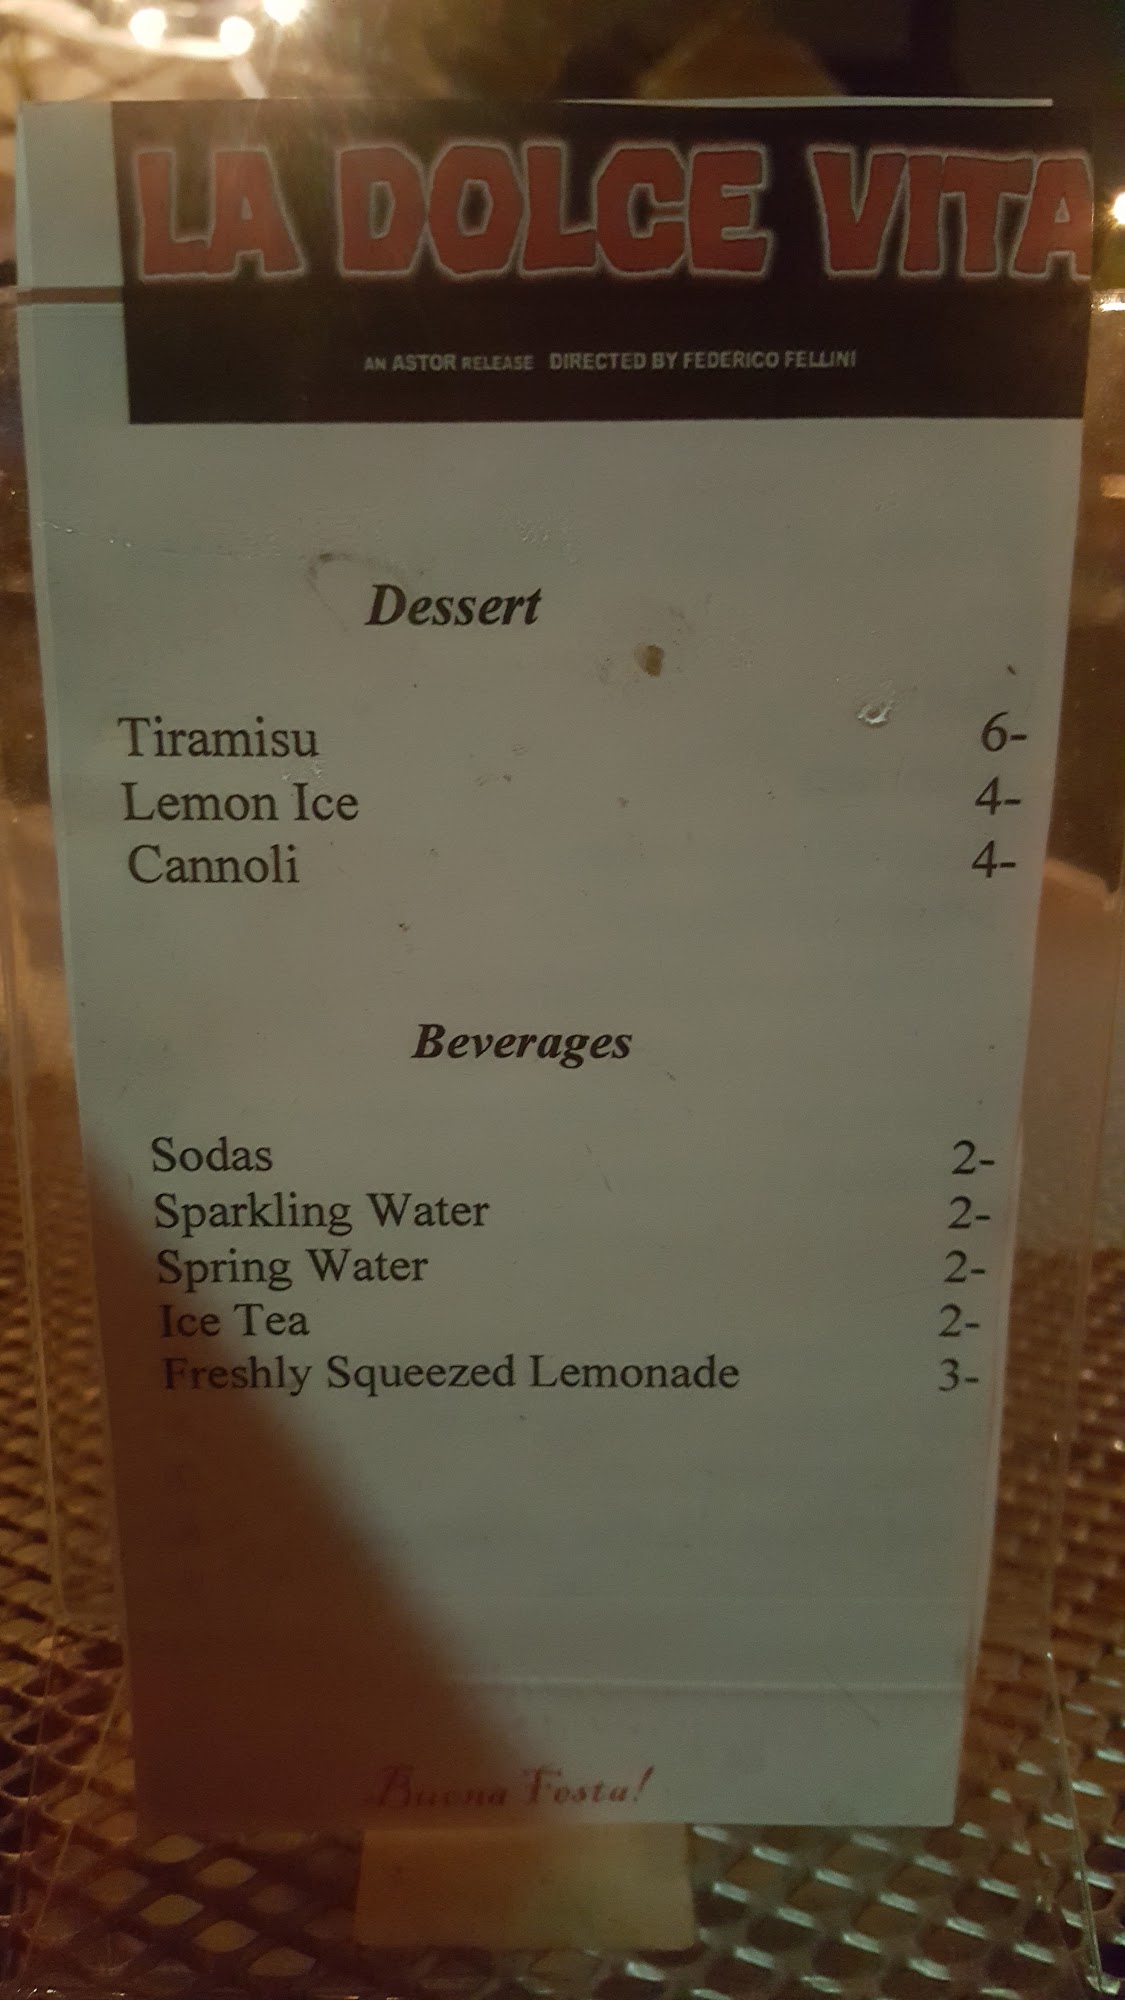 LA DOLCE VITA
AN ASTOR RELEASE DIRECTED BY FEDERICO FELLINI
Dessert
Tiramisu 6-
Lemon Ice 4-
Cannoli 4-
Beverages
Sodas 2-
Sparkling Water 2-
Spring Water 2-
Ice Tea 2-
Freshly Squeezed Lemonade 3-
Buona Festa!